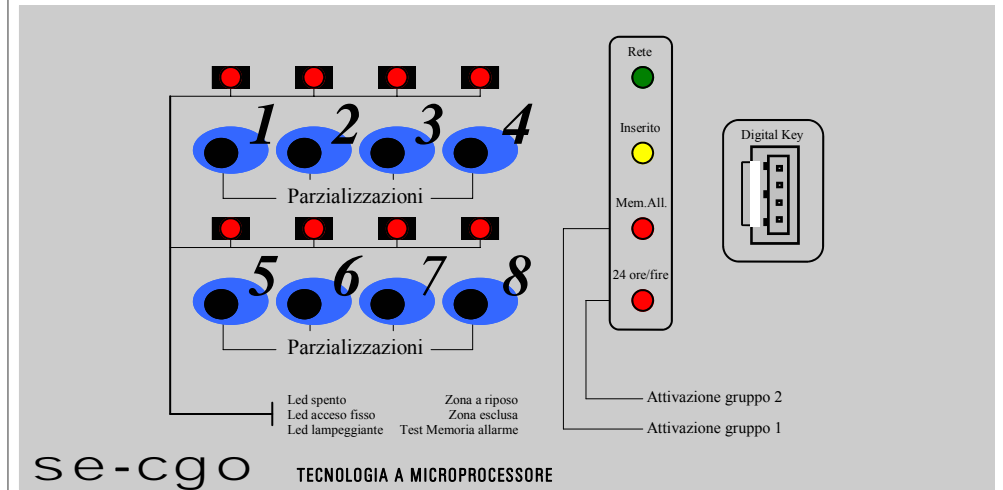 Rete
1 2 3 4
Inserito
Digital Key
Parzializzazioni
Mem.All.
5 6 7 8
24 ore/fire
Parzializzazioni
Led spento Zona a riposo
Led acceso fisso Zona esclusa
Led lampeggiante Test Memoria allarme
Attivazione gruppo 2
Attivazione gruppo 1
se-cgo TECNOLOGIA A MICROPROCESSORE